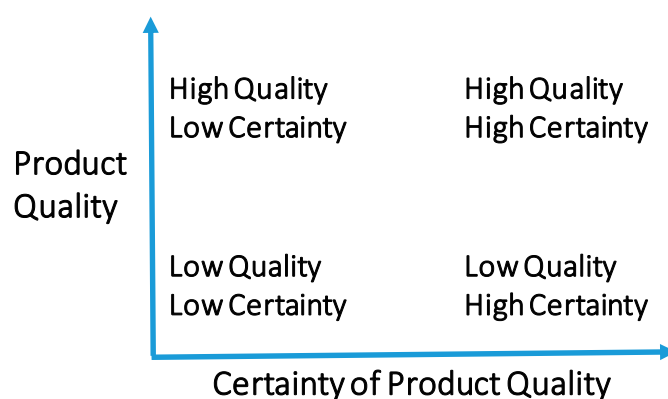 High Quality
Low Certainty
High Quality
High Certainty
Product
Quality
Low Quality
Low Certainty
Low Quality
High Certainty
Certainty of Product Quality